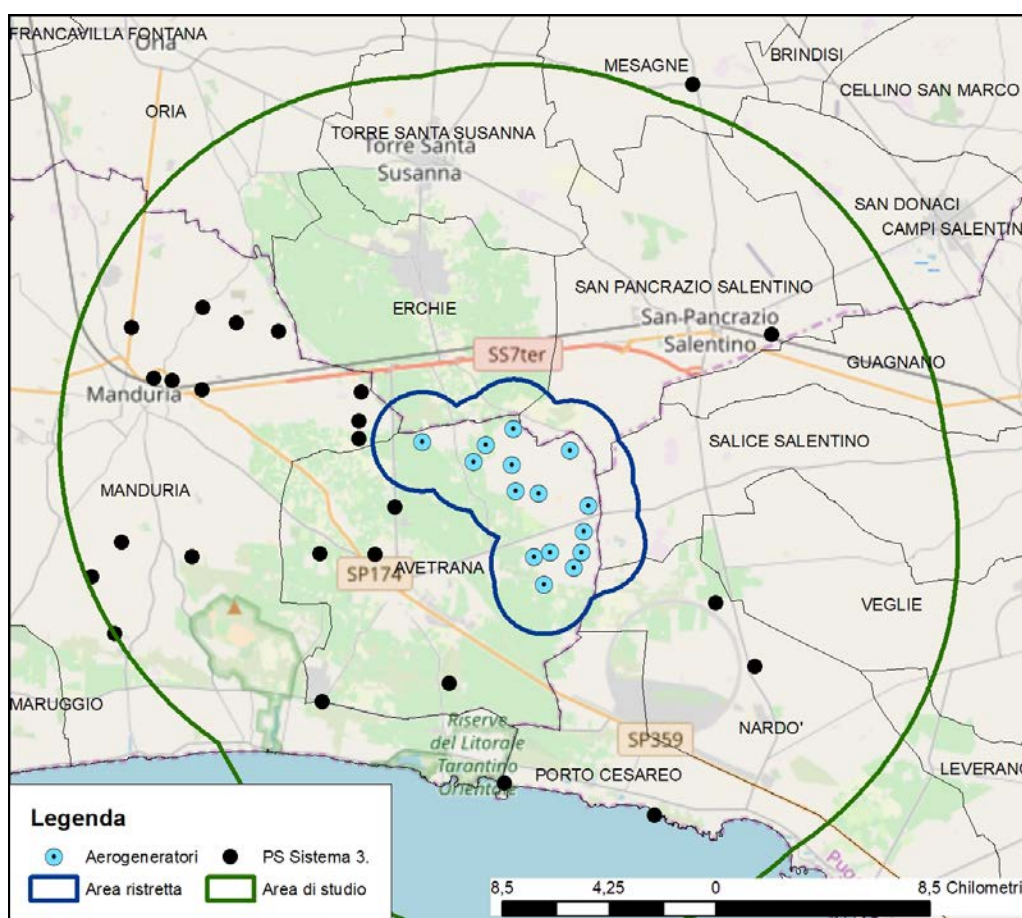 FRANCAVILLA FONTANA
Oria
MESAGNE
BRINDISI
CELLINO SAN MARCO
ORIA
TORRE SANTA SUSANNA
Torre Santa
Susanna
SAN DONACI
CAMPI SALENTIN
ERCHIE
SAN PANCRAZIO SALENTINO
San Pancrazio
Salentino
SS7ter
GUAGNANO
Manduria
SALICE SALENTINO
MANDURIA
SP174
AVETRANA
VEGLIE
MARUGGIO
Riserve
del Litorale
Tarantino
Orientale
SP359
NARDO'
PORTO CESAREO
LEVERANO
Legenda
Aerogeneratori
PS Sistema 3.
Area ristretta
Area di studio
8,5 4,25 0 8,5 Chilometri